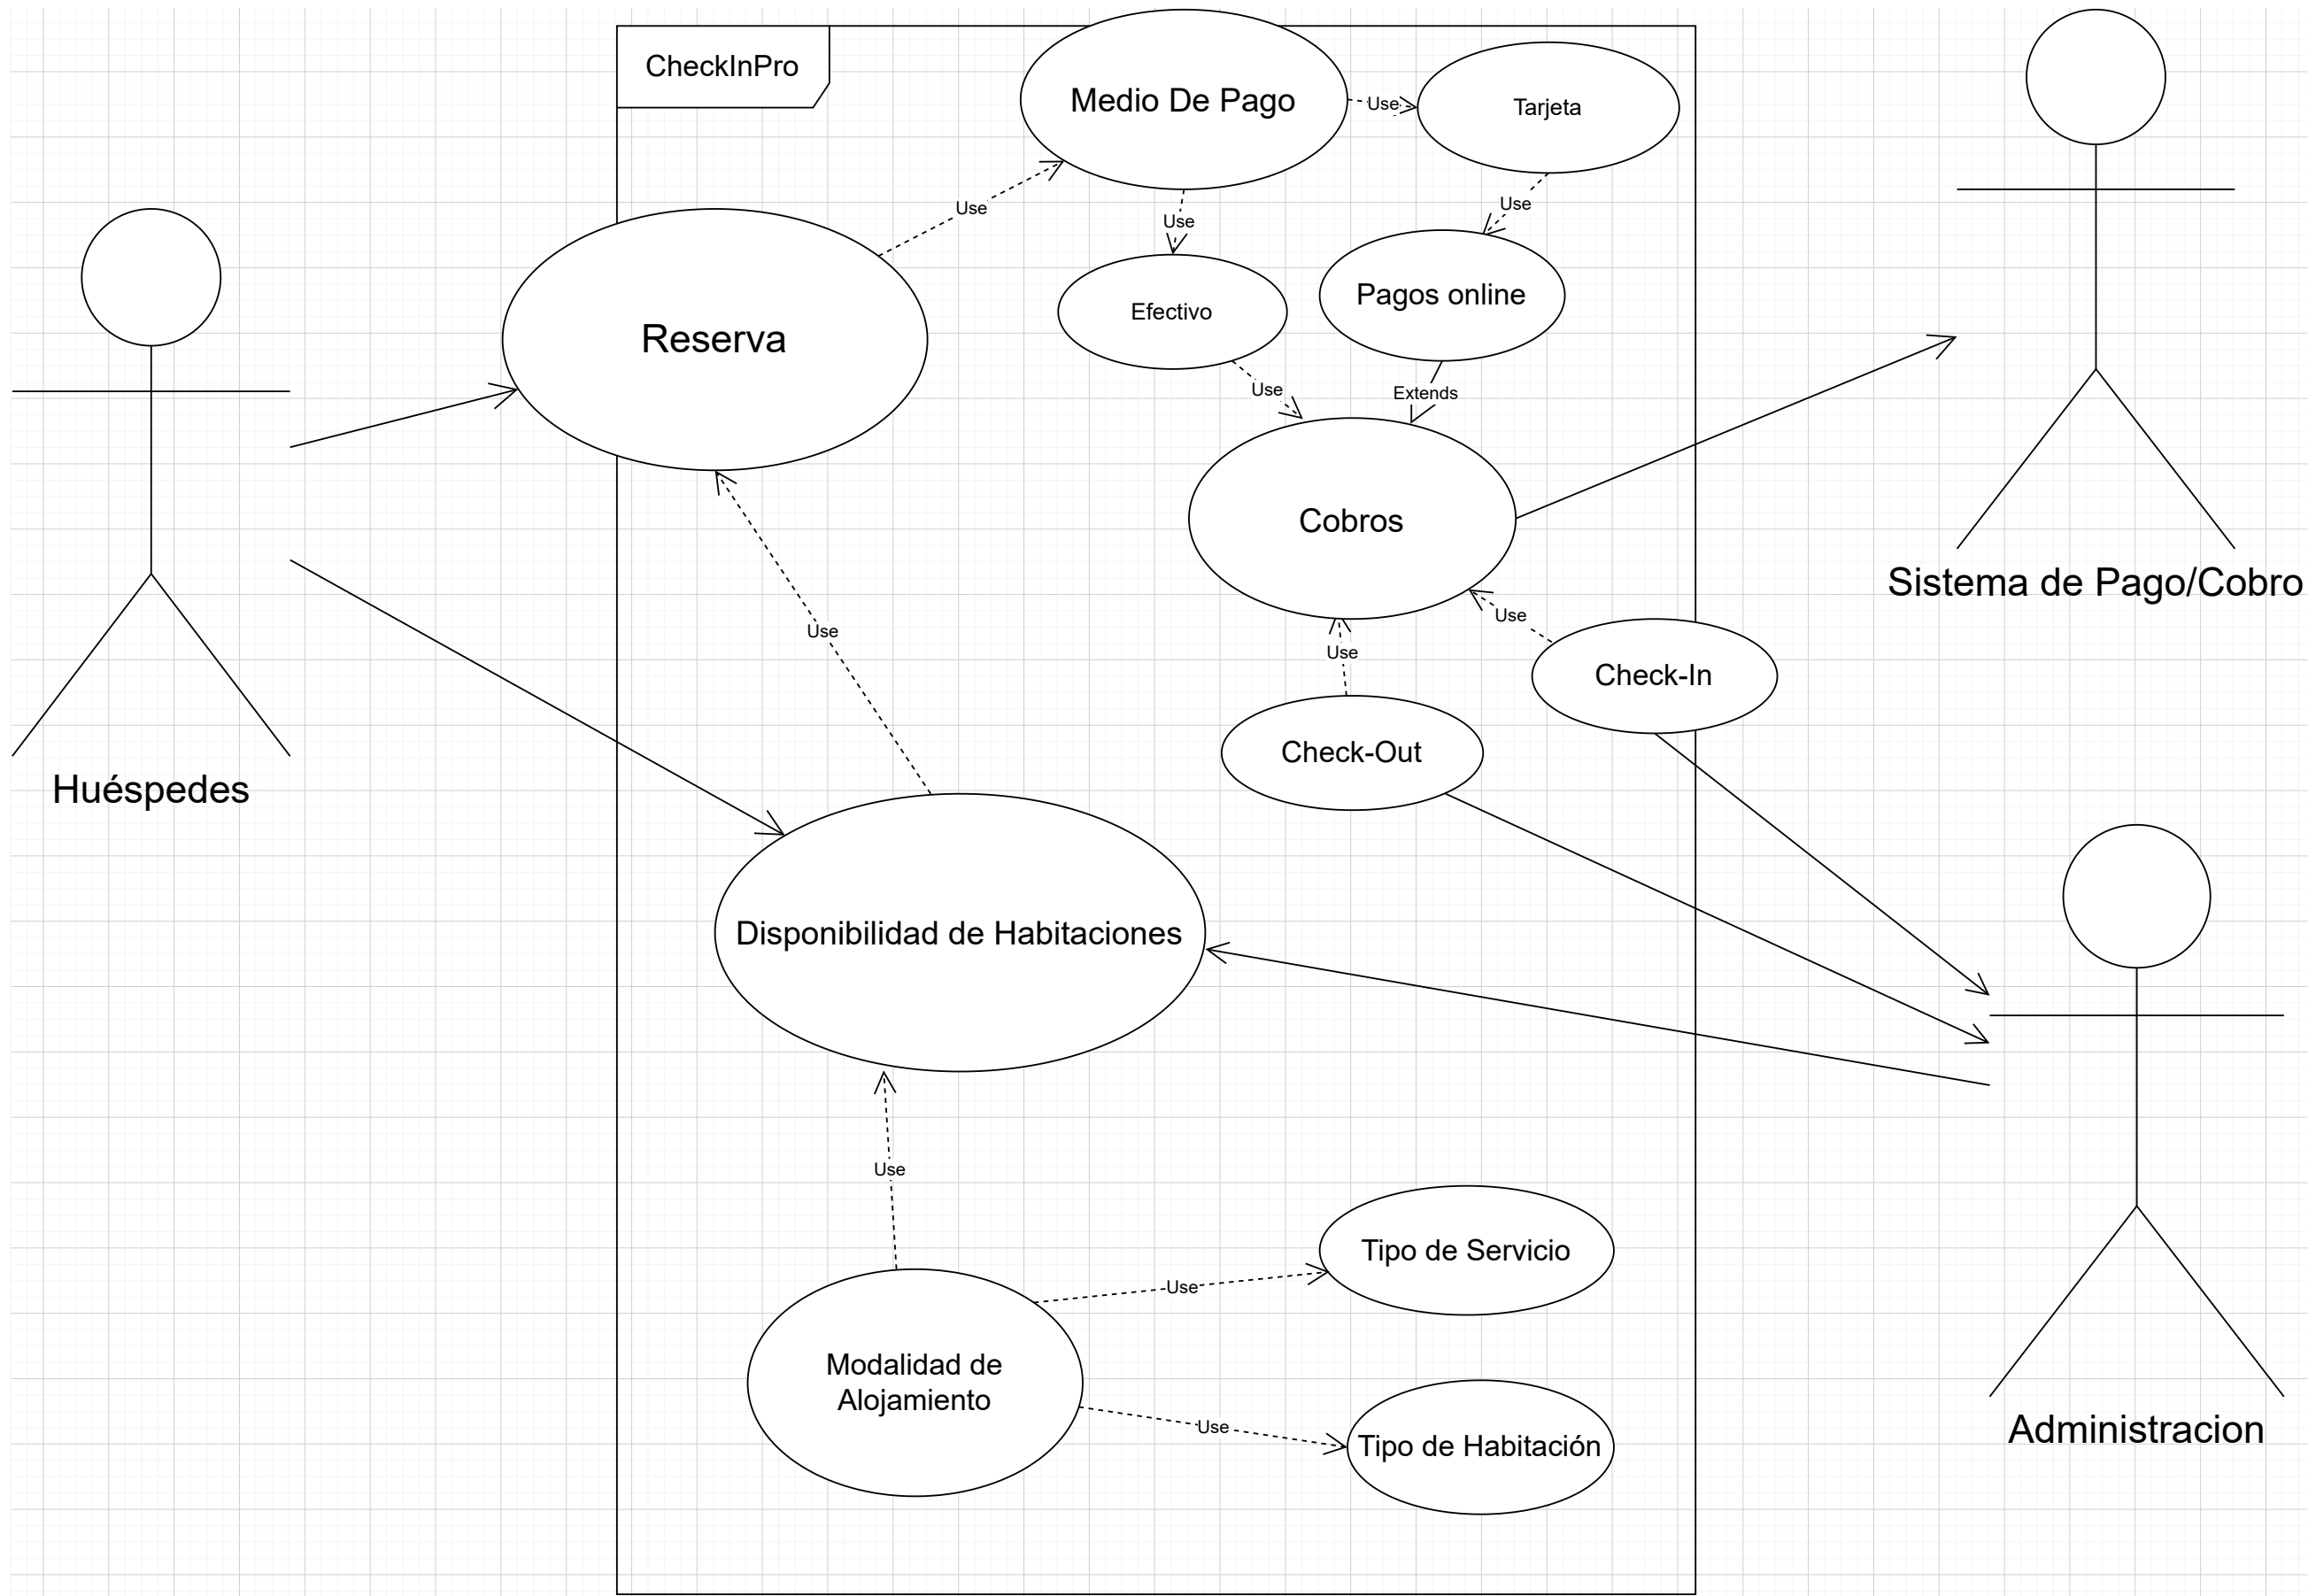 CheckInPro
Medio De Pago
Use
Tarjeta
Use
Use
Use
Reserva
Efectivo
Pagos online
Use
Extends
Cobros
Sistema de Pago/Cobro
Use
Use
Use
Check-In
Check-Out
Huéspedes
Disponibilidad de Habitaciones
Use
Tipo de Servicio
Use
Modalidad de
Alojamiento
Use
Tipo de Habitación
Administracion